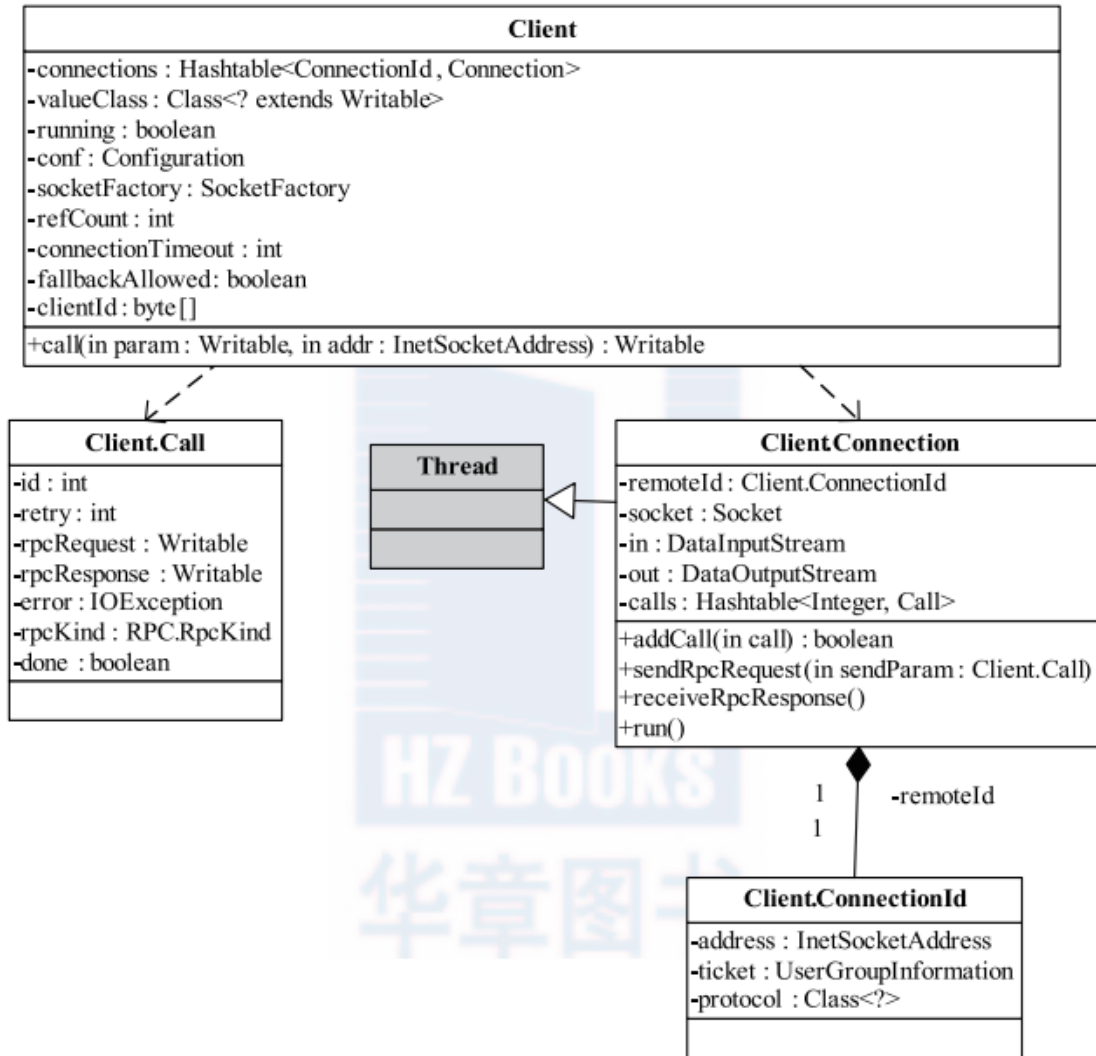 Client
-connections : Hashtable<ConnectionId, Connection>
-valueClass : Class<? extends Writable>
-running : boolean
-conf : Configuration
-socketFactory : SocketFactory
-refCount : int
-connectionTimeout : int
-fallbackAllowed: boolean
-clientId : byte[]
+call(in param : Writable, in addr : InetSocketAddress) : Writable
Client.Call
-id : int
-retry : int
-rpcRequest : Writable
-rpcResponse : Writable
-error : IOException
-rpcKind : RPC.RpcKind
-done : boolean
Thread
Client.Connection
-remoteId : Client.ConnectionId
-socket : Socket
-in : DataInputStream
-out : DataOutputStream
-calls : Hashtable<Integer, Call>
+addCall(in call) : boolean
+sendRpcRequest(in sendParam : Client.Call)
+receiveRpcResponse()
+run()
1 -remoteId
1
Client.ConnectionId
-address : InetSocketAddress
-ticket : UserGroupInformation
-protocol : Class<?>
HZ BOOKS
华章图书